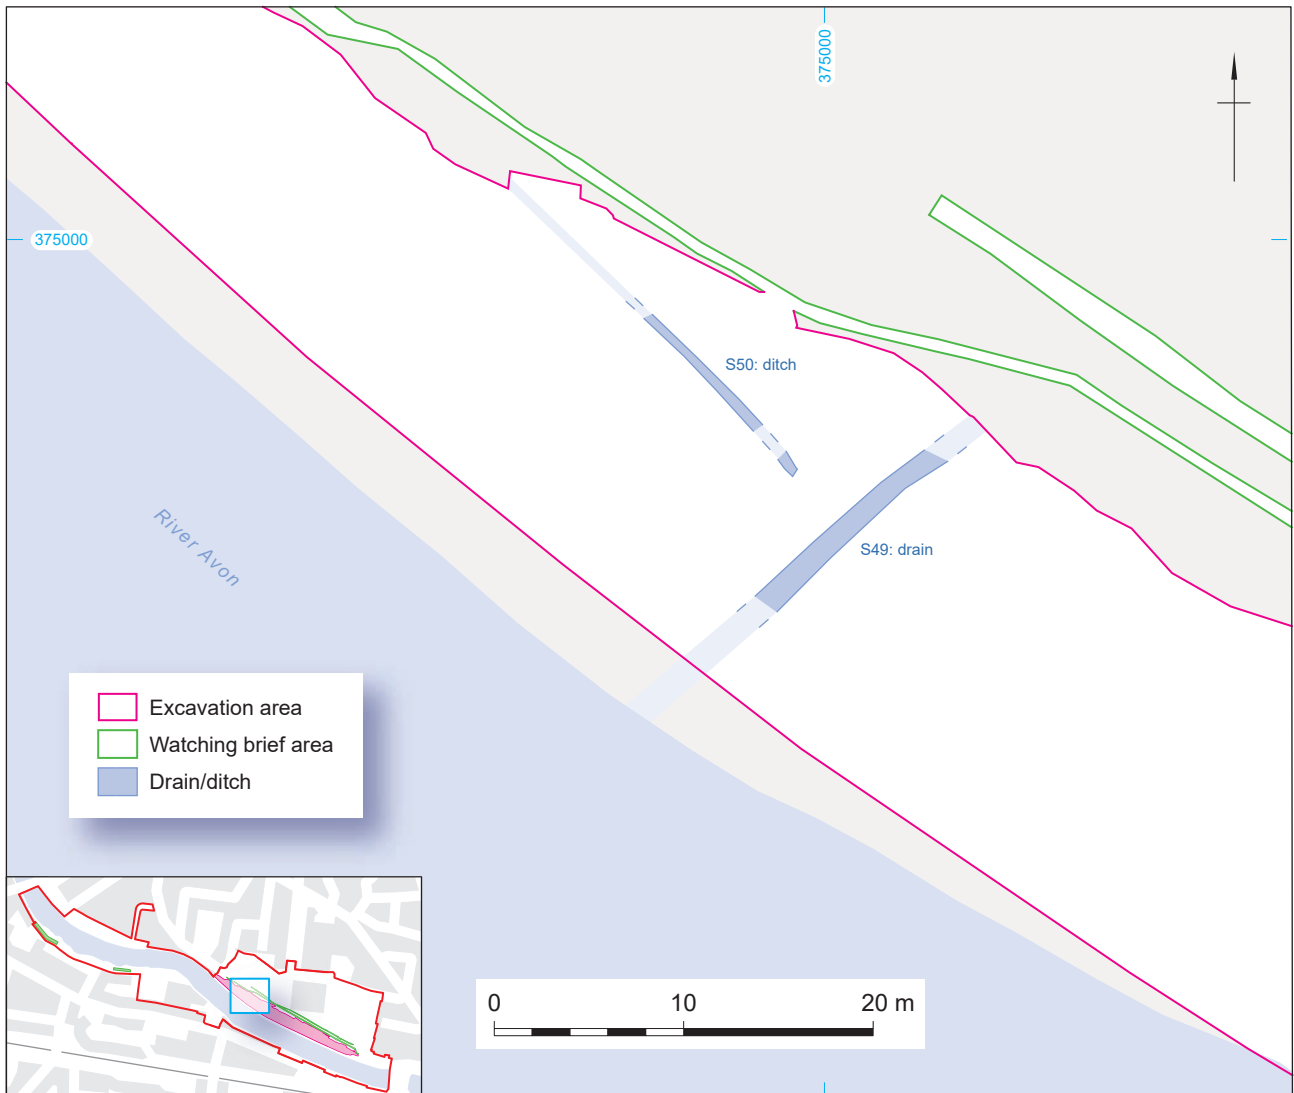 375000
375000
S50: ditch
S49: drain
River Avon
Excavation area
Watching brief area
Drain/ditch
0 10 20 m